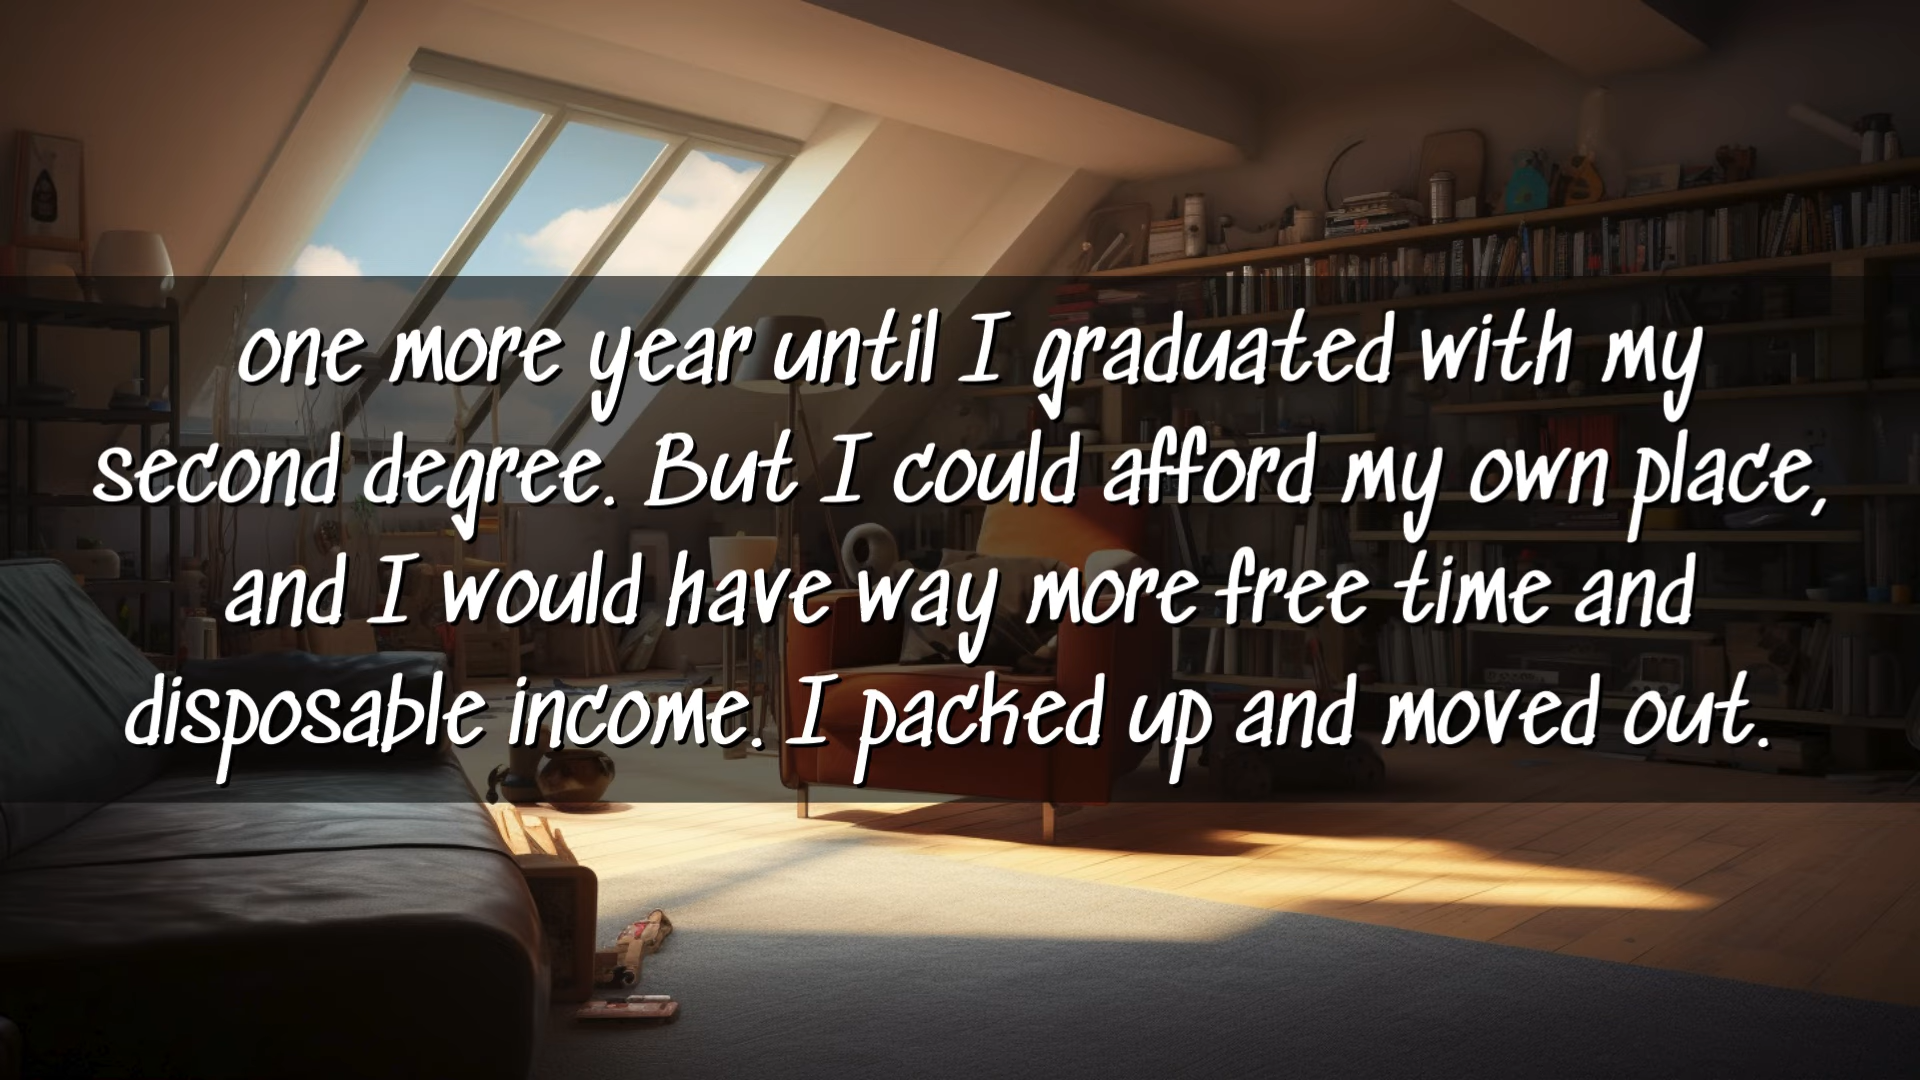 one more year until I graduated with my
second degree. But I could afford my own place,
and I would have way more free time and
disposable income. I packed up and moved out.